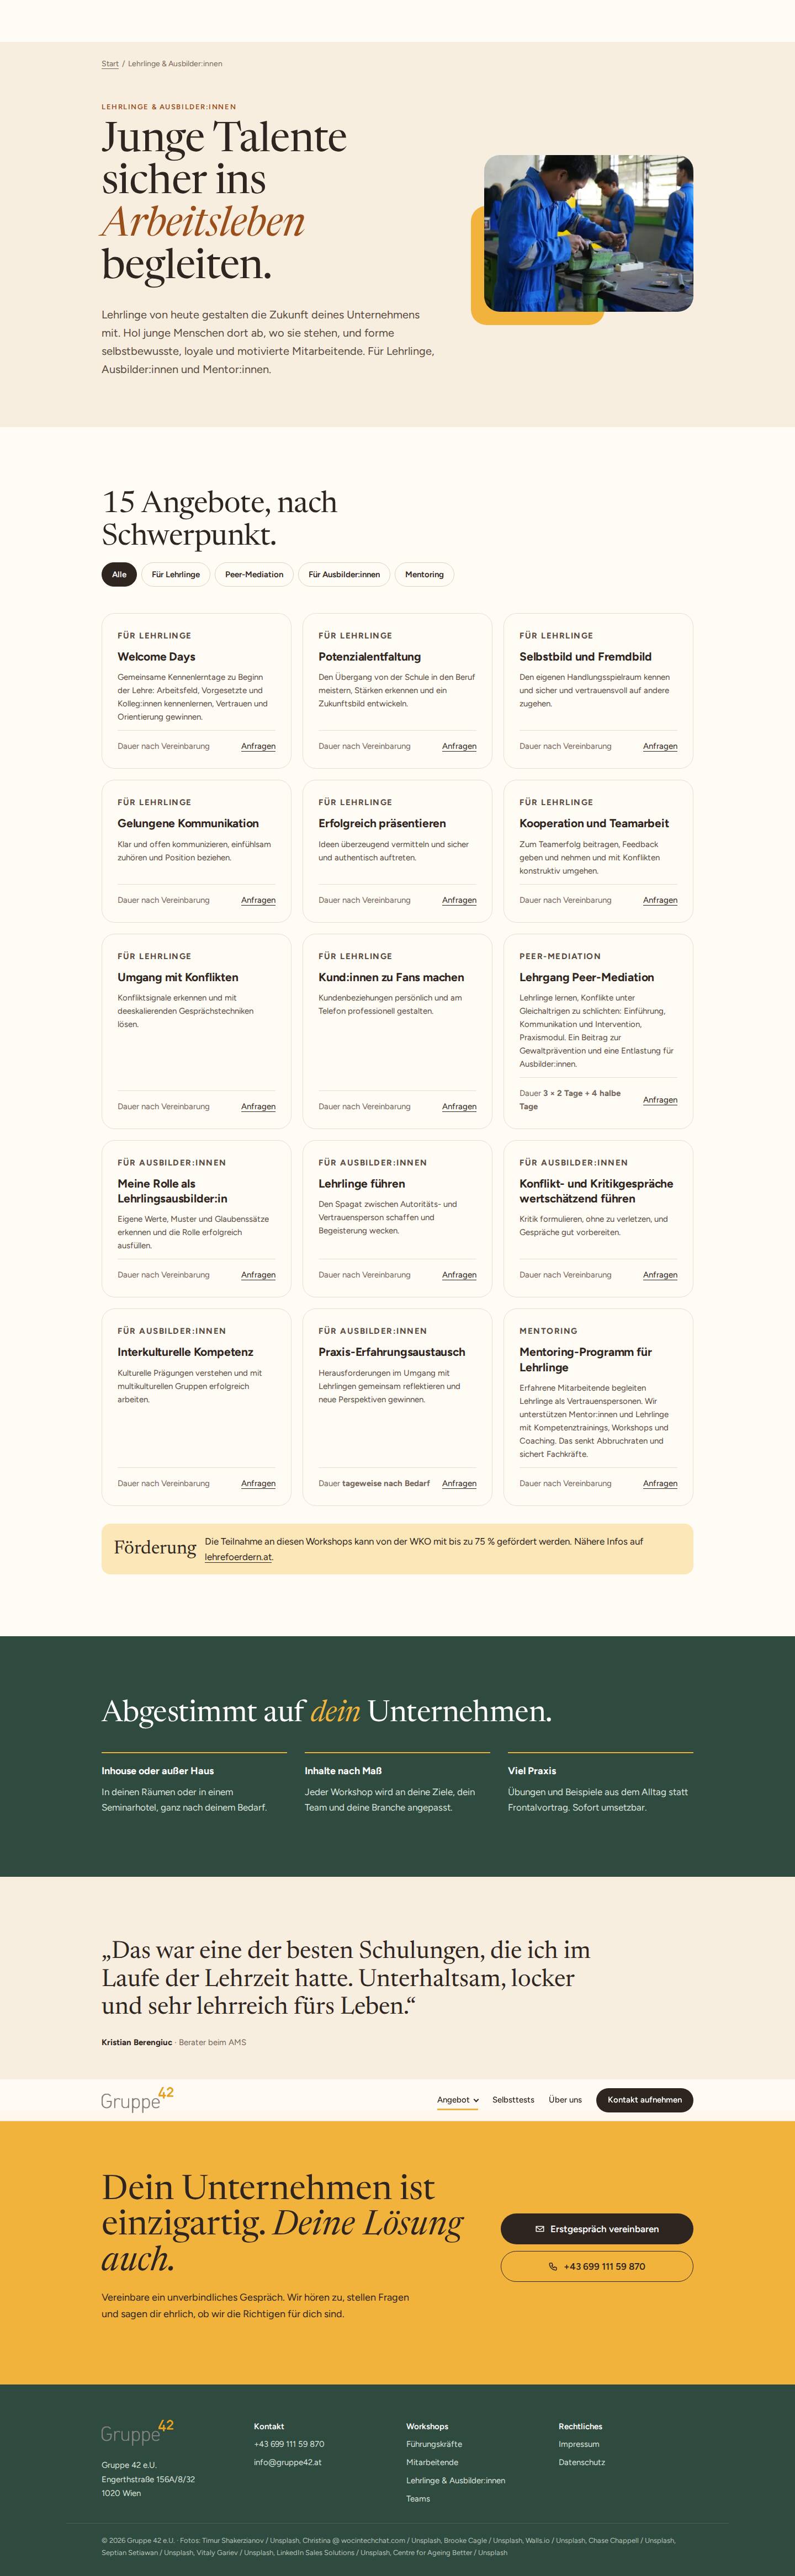 Start / Lehrlinge & Ausbilder:innen
LEHRLINGE & AUSBILDER:INNEN
Junge Talente
sicher ins
Arbeitsleben
begleiten.
Lehrlinge von heute gestalten die Zukunft deines Unternehmens
mit. Hol junge Menschen dort ab, wo sie stehen, und forme
selbstbewusste, loyale und motivierte Mitarbeitende. Für Lehrlinge,
Ausbilder:innen und Mentor:innen.
15 Angebote, nach
Schwerpunkt.
Alle
Für Lehrlinge
Peer-Mediation
Für Ausbilder:innen
Mentoring
FÜR LEHRLINGE
Welcome Days
Gemeinsame Kennenlerntage zu Beginn
der Lehre: Arbeitsfeld, Vorgesetzte und
Kolleg:innen kennenlernen, Vertrauen und
Orientierung gewinnen.
Dauer nach Vereinbarung
Anfragen
FÜR LEHRLINGE
Potenzialentfaltung
Den Übergang von der Schule in den Beruf
meistern, Stärken erkennen und ein
Zukunftsbild entwickeln.
Dauer nach Vereinbarung
Anfragen
FÜR LEHRLINGE
Selbstbild und Fremdbild
Den eigenen Handlungsspielraum kennen
und sicher und vertrauensvoll auf andere
zugehen.
Dauer nach Vereinbarung
Anfragen
FÜR LEHRLINGE
Gelungene Kommunikation
Klar und offen kommunizieren, einfühlsam
zuhören und Position beziehen.
Dauer nach Vereinbarung
Anfragen
FÜR LEHRLINGE
Erfolgreich präsentieren
Ideen überzeugend vermitteln und sicher
und authentisch auftreten.
Dauer nach Vereinbarung
Anfragen
FÜR LEHRLINGE
Kooperation und Teamarbeit
Zum Teamerfolg beitragen, Feedback
geben und nehmen und mit Konflikten
konstruktiv umgehen.
Dauer nach Vereinbarung
Anfragen
FÜR LEHRLINGE
Umgang mit Konflikten
Konfliktsignale erkennen und mit
deeskalierenden Gesprächstechniken
lösen.
Dauer nach Vereinbarung
Anfragen
FÜR LEHRLINGE
Kund:innen zu Fans machen
Kundenbeziehungen persönlich und am
Telefon professionell gestalten.
Dauer nach Vereinbarung
Anfragen
PEER-MEDIATION
Lehrgang Peer-Mediation
Lehrlinge lernen, Konflikte unter
Gleichaltrigen zu schlichten: Einführung,
Kommunikation und Intervention,
Praxismodul. Ein Beitrag zur
Gewaltprävention und eine Entlastung für
Ausbilder:innen.
Dauer 3 × 2 Tage + 4 halbe
Tage
Anfragen
FÜR AUSBILDER:INNEN
Meine Rolle als
Lehrlingsausbilder:in
Eigene Werte, Muster und Glaubenssätze
erkennen und die Rolle erfolgreich
ausfüllen.
Dauer nach Vereinbarung
Anfragen
FÜR AUSBILDER:INNEN
Lehrlinge führen
Den Spagat zwischen Autoritäts- und
Vertrauensperson schaffen und
Begeisterung wecken.
Dauer nach Vereinbarung
Anfragen
FÜR AUSBILDER:INNEN
Konflikt- und Kritikgespräche
wertschätzend führen
Kritik formulieren, ohne zu verletzen, und
Gespräche gut vorbereiten.
Dauer nach Vereinbarung
Anfragen
FÜR AUSBILDER:INNEN
Interkulturelle Kompetenz
Kulturelle Prägungen verstehen und mit
multikulturellen Gruppen erfolgreich
arbeiten.
Dauer nach Vereinbarung
Anfragen
FÜR AUSBILDER:INNEN
Praxis-Erfahrungsaustausch
Herausforderungen im Umgang mit
Lehrlingen gemeinsam reflektieren und
neue Perspektiven gewinnen.
Dauer tageweise nach Bedarf
Anfragen
MENTORING
Mentoring-Programm für
Lehrlinge
Erfahrene Mitarbeitende begleiten
Lehrlinge als Vertrauenspersonen. Wir
unterstützen Mentor:innen und Lehrlinge
mit Kompetenztrainings, Workshops und
Coaching. Das senkt Abbruchraten und
sichert Fachkräfte.
Dauer nach Vereinbarung
Anfragen
Förderung
Die Teilnahme an diesen Workshops kann von der WKO mit bis zu 75 % gefördert werden. Nähere Infos auf
lehrefoerdern.at.
Abgestimmt auf dein Unternehmen.
Inhouse oder außer Haus
In deinen Räumen oder in einem
Seminarhotel, ganz nach deinem Bedarf.
Inhalte nach Maß
Jeder Workshop wird an deine Ziele, dein
Team und deine Branche angepasst.
Viel Praxis
Übungen und Beispiele aus dem Alltag statt
Frontalvortrag. Sofort umsetzbar.
„Das war eine der besten Schulungen, die ich im
Laufe der Lehrzeit hatte. Unterhaltsam, locker
und sehr lehrreich fürs Leben.“
Kristian Berengiuc · Berater beim AMS
Gruppe 42
Angebot
Selbsttests
Über uns
Kontakt aufnehmen
Dein Unternehmen ist
einzigartig. Deine Lösung
auch.
Vereinbare ein unverbindliches Gespräch. Wir hören zu, stellen Fragen
und sagen dir ehrlich, ob wir die Richtigen für dich sind.
Erstgespräch vereinbaren
+43 699 111 59 870
Gruppe 42
Gruppe 42 e.U.
Engerthstraße 156A/8/32
1020 Wien
Kontakt
+43 699 111 59 870
info@gruppe42.at
Workshops
Führungskräfte
Mitarbeitende
Lehrlinge & Ausbilder:innen
Teams
Rechtliches
Impressum
Datenschutz
© 2026 Gruppe 42 e.U. · Fotos: Timur Shakerzianov / Unsplash, Christina @ wocintechchat.com / Unsplash, Brooke Cagle / Unsplash, Walls.io / Unsplash, Chase Chappell / Unsplash,
Septian Setiawan / Unsplash, Vitaly Gariev / Unsplash, LinkedIn Sales Solutions / Unsplash, Centre for Ageing Better / Unsplash